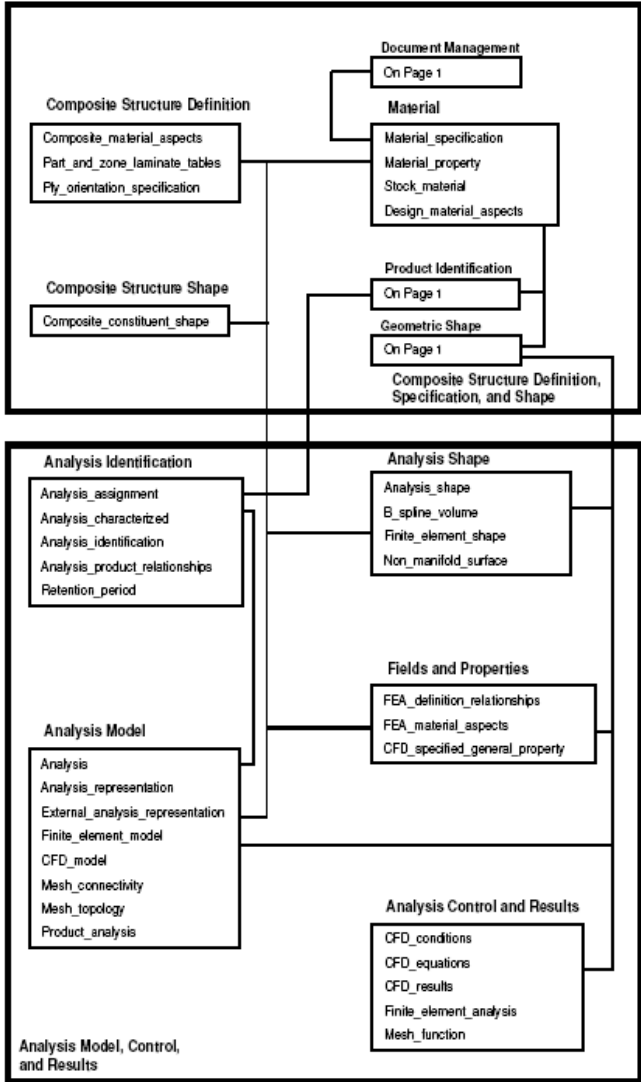 Document Management
On Page 1
Composite Structure Definition
Composite_material_aspects
Part_and_zone_laminate_tables
Ply_orientation_specification
Material
Material_specification
Material_property
Stock_material
Design_material_aspects
Composite Structure Shape
Composite_constituent_shape
Product Identification
On Page 1
Geometric Shape
On Page 1
Composite Structure Definition,
Specification, and Shape
Analysis Identification
Analysis_assignment
Analysis_characterized
Analysis_identification
Analysis_product_relationships
Retention_period
Analysis Shape
Analysis_shape
B_spline_volume
Finite_element_shape
Non_manifold_surface
Fields and Properties
FEA_definition_relationships
FEA_material_aspects
CFD_specified_general_property
Analysis Model
Analysis
Analysis_representation
External_analysis_representation
Finite_element_model
CFD_model
Mesh_connectivity
Mesh_topology
Product_analysis
Analysis Control and Results
CFD_conditions
CFD_equations
CFD_results
Finite_element_analysis
Mesh_function
Analysis Model, Control,
and Results